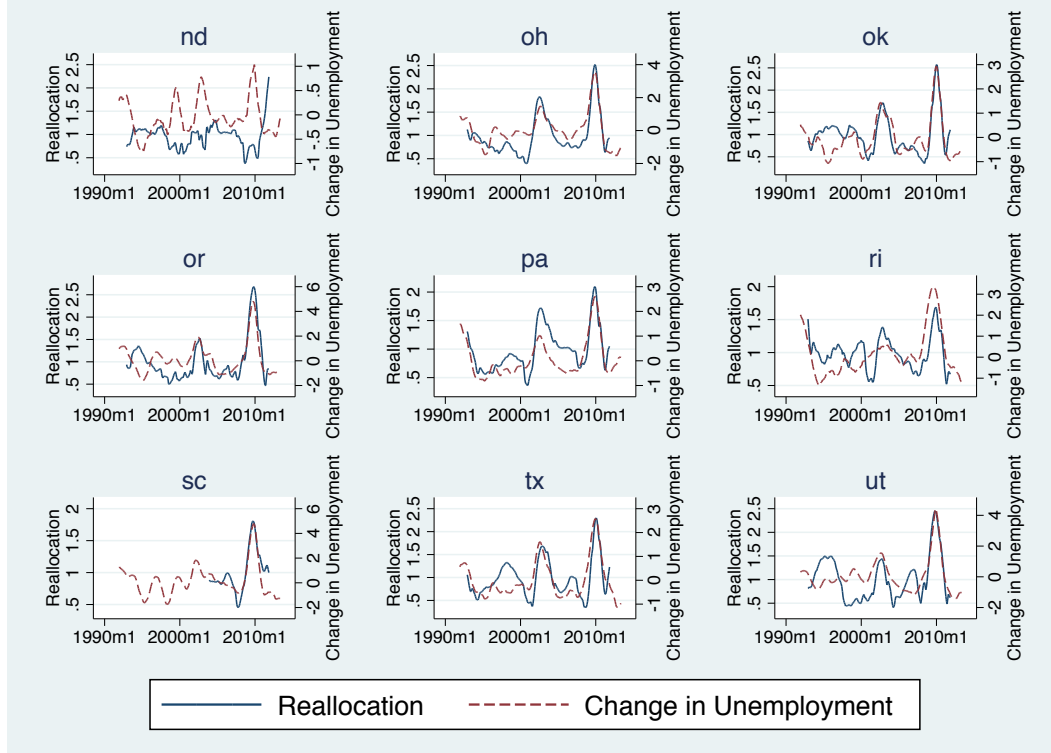 nd
Reallocation
.5 1 1.5 2 2.5
-1 -.5 0 .5 1
Change in Unemployment
1990m1 2000m1 2010m1
oh
Reallocation
.5 1 1.5 2 2.5
-2 0 2 4
Change in Unemployment
1990m1 2000m1 2010m1
ok
Reallocation
.5 1 1.5 2 2.5
-1 0 1 2 3
Change in Unemployment
1990m1 2000m1 2010m1
or
Reallocation
.5 1 1.5 2 2.5
-2 0 2 4 6
Change in Unemployment
1990m1 2000m1 2010m1
pa
Reallocation
.5 1 1.5 2
-1 0 1 2 3
Change in Unemployment
1990m1 2000m1 2010m1
ri
Reallocation
.5 1 1.5 2
-1 0 1 2 3
Change in Unemployment
1990m1 2000m1 2010m1
sc
Reallocation
.5 1 1.5 2
-2 0 2 4 6
Change in Unemployment
1990m1 2000m1 2010m1
tx
Reallocation
.5 1 1.5 2 2.5
-1 0 1 2 3
Change in Unemployment
1990m1 2000m1 2010m1
ut
Reallocation
.5 1 1.5 2 2.5
-2 0 2 4
Change in Unemployment
1990m1 2000m1 2010m1
Reallocation Change in Unemployment